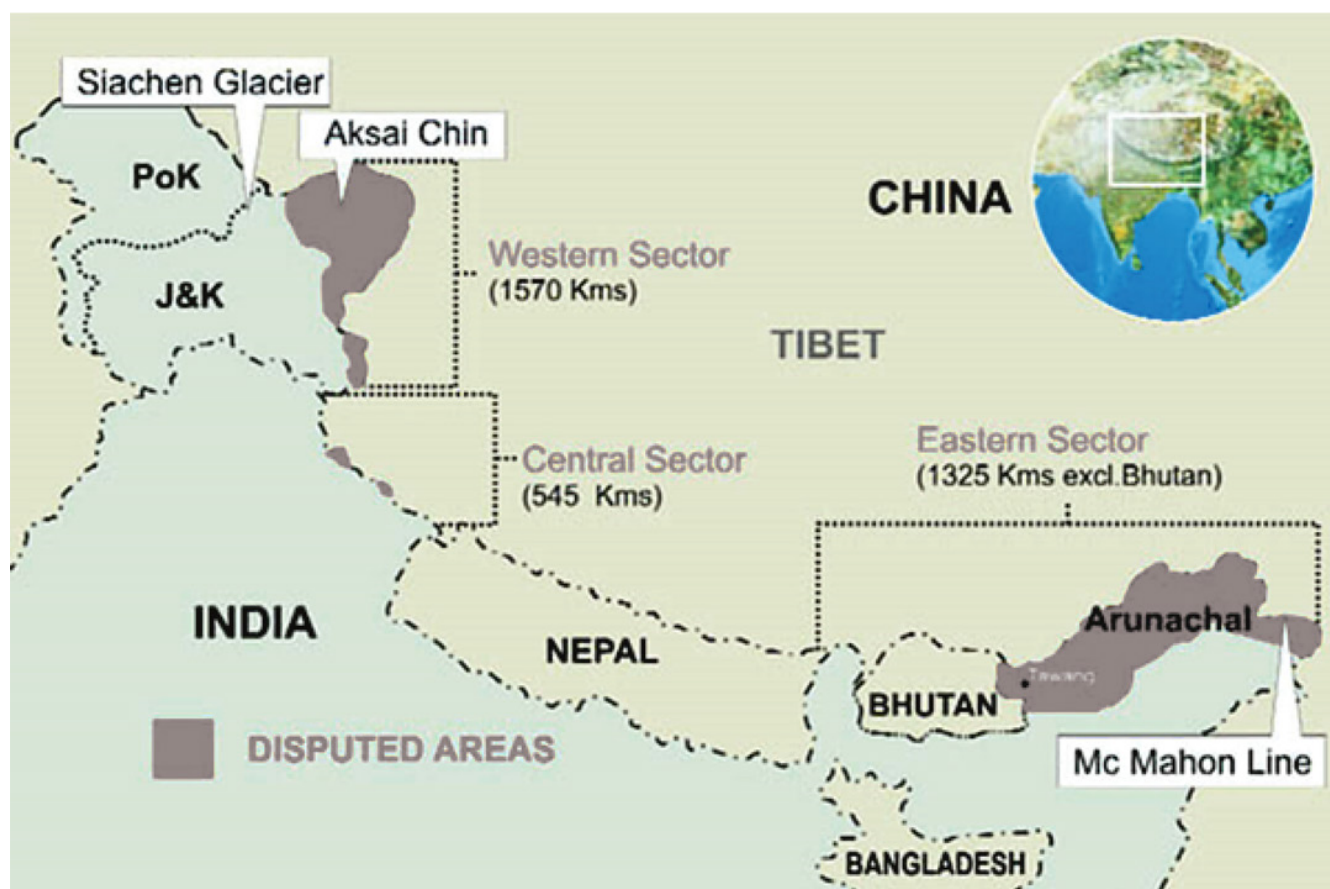 Siachen Glacier
Aksai Chin
PoK
CHINA
Western Sector
(1570 Kms)
J&K
TIBET
Eastern Sector
(1325 Kms excl.Bhutan)
Central Sector
(545 Kms)
INDIA
NEPAL
Arunachal
Tawang
BHUTAN
DISPUTED AREAS
Mc Mahon Line
BANGLADESH